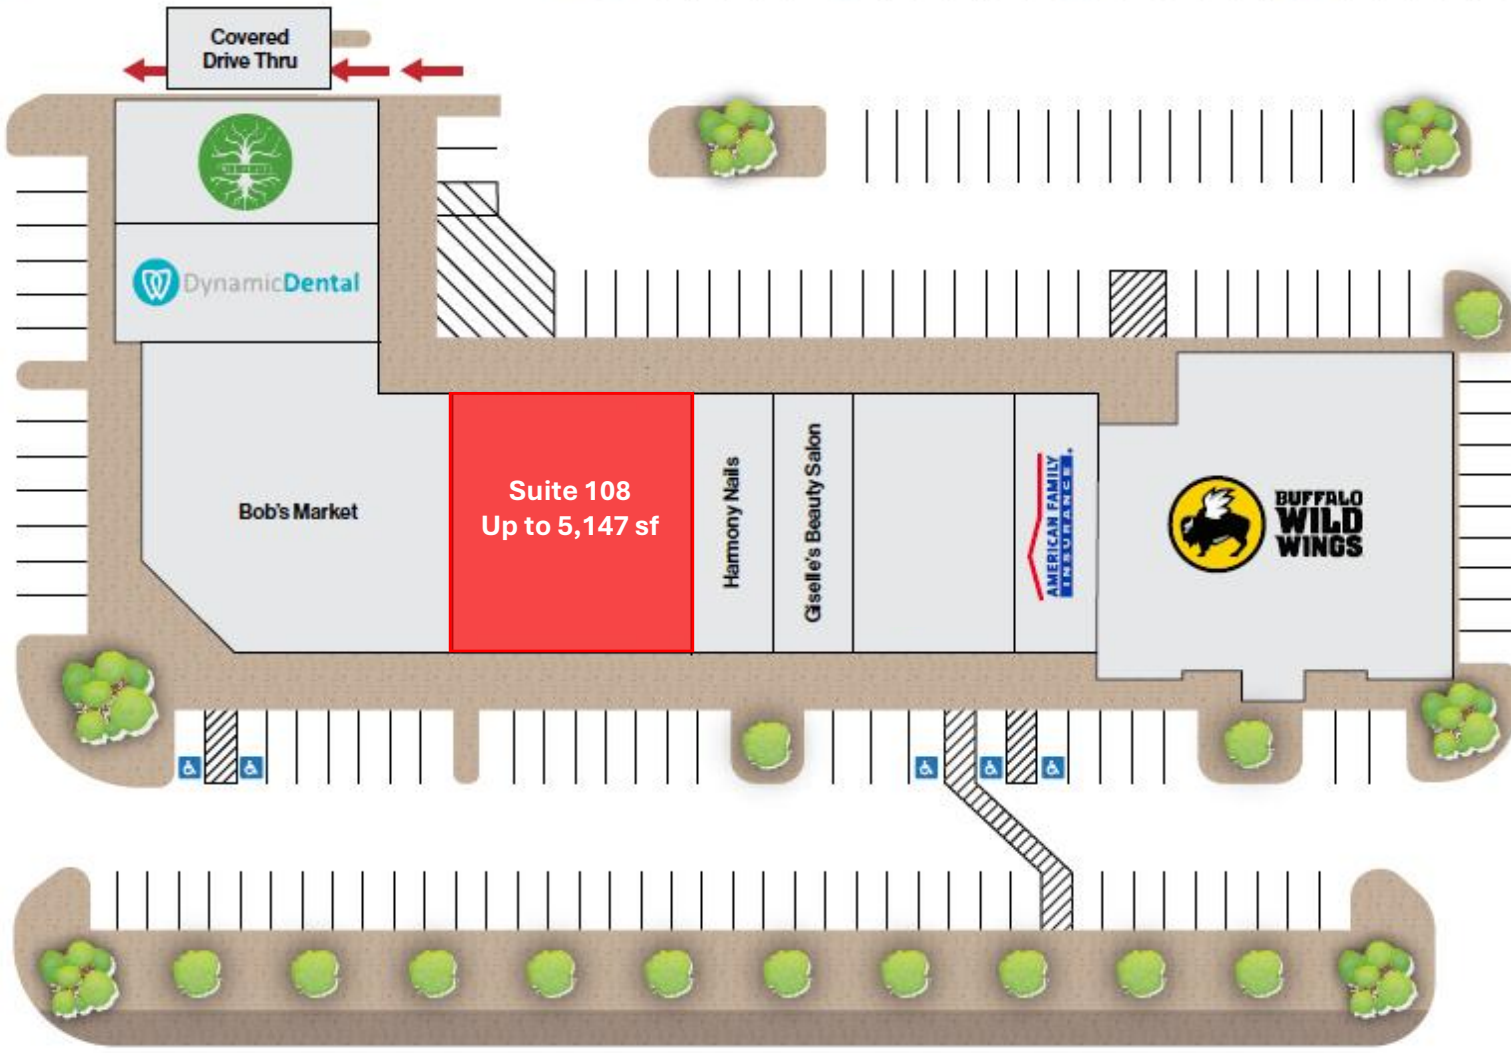 Covered
Drive Thru
DynamicDental
Bob's Market
Suite 108
Up to 5,147 sf
Harmony Nails
Giselle's Beauty Salon
AMERICAN FAMILY
INSURANCE
BUFFALO
WILD
WINGS